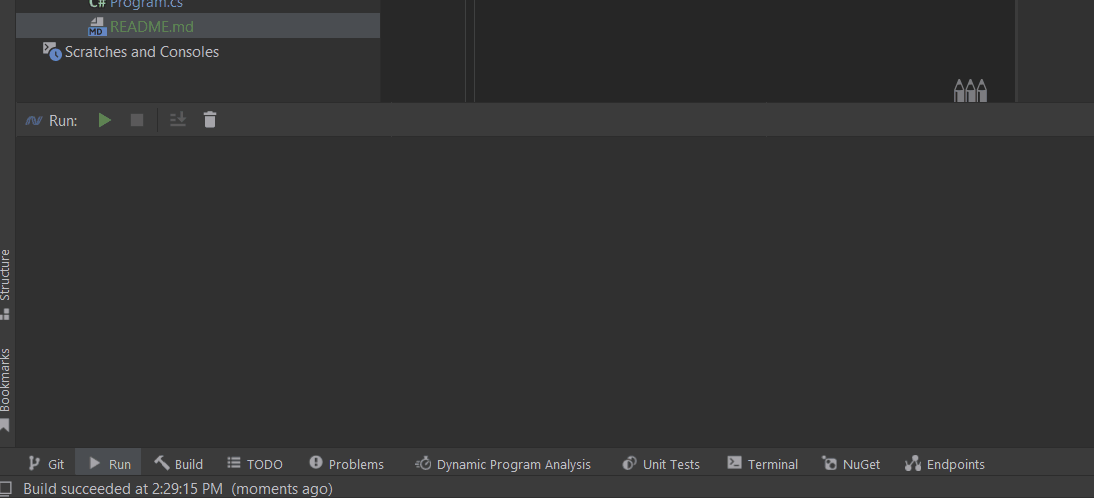 C# Program.cs
MD README.md
Scratches and Consoles
Run:
Structure
Bookmarks
Git Run Build TODO Problems Dynamic Program Analysis Unit Tests Terminal NuGet Endpoints
Build succeeded at 2:29:15 PM (moments ago)